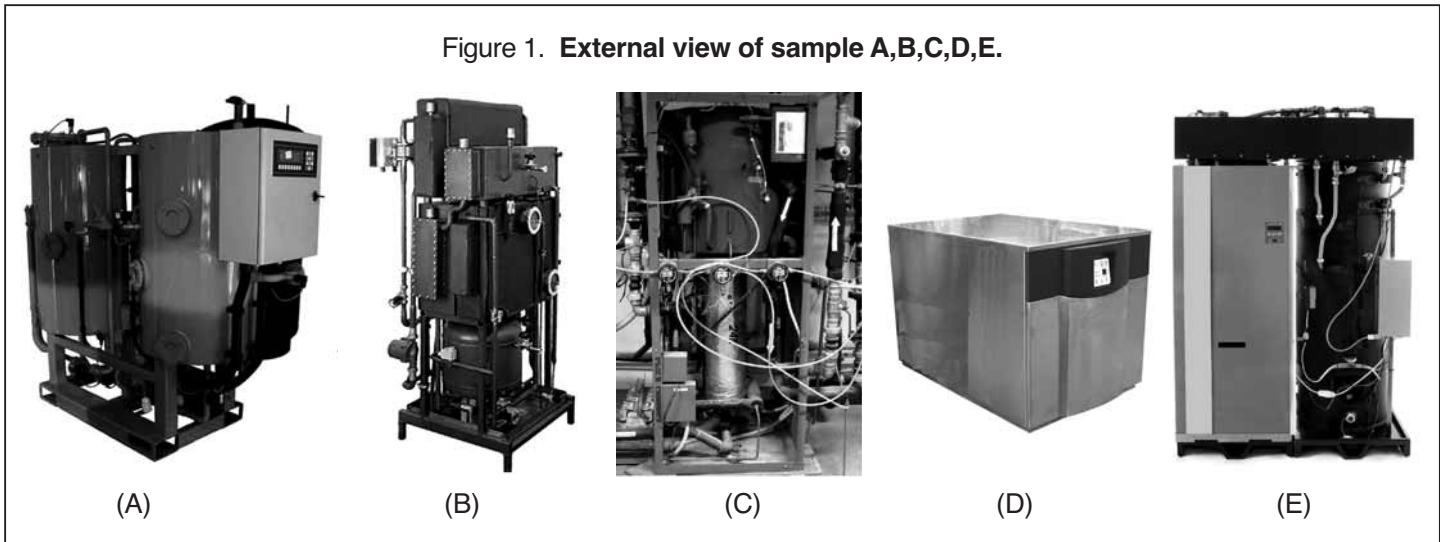 Figure 1. External view of sample A,B,C,D,E.
(A) (B) (C) (D) (E)